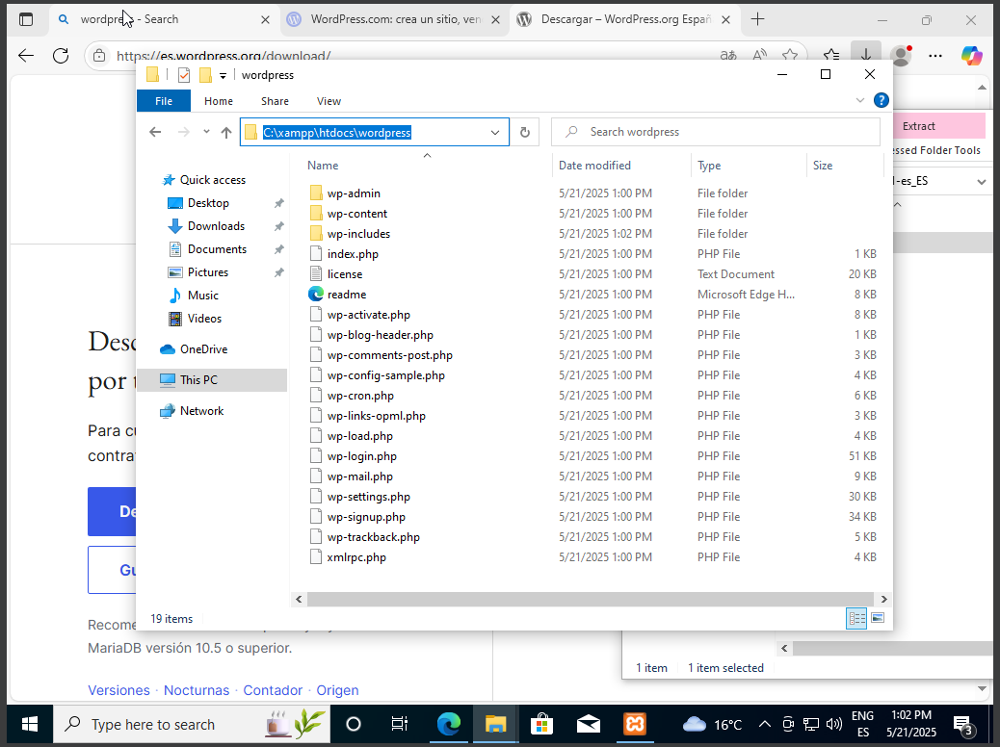 wordpress - Search
WordPress.com: crea un sitio, ven
Descargar – WordPress.org Españ
https://es.wordpress.org/download/
wordpress
File Home Share View
C:\xampp\htdocs\wordpress
Search wordpress
Extract
essed Folder Tools
-es_ES
Name Date modified Type Size
Quick access
Desktop
Downloads
Documents
Pictures
Music
Videos
OneDrive
This PC
Network
wp-admin 5/21/2025 1:00 PM File folder
wp-content 5/21/2025 1:00 PM File folder
wp-includes 5/21/2025 1:02 PM File folder
index.php 5/21/2025 1:00 PM PHP File 1 KB
license 5/21/2025 1:00 PM Text Document 20 KB
readme 5/21/2025 1:00 PM Microsoft Edge H... 8 KB
wp-activate.php 5/21/2025 1:00 PM PHP File 8 KB
wp-blog-header.php 5/21/2025 1:00 PM PHP File 1 KB
wp-comments-post.php 5/21/2025 1:00 PM PHP File 3 KB
wp-config-sample.php 5/21/2025 1:00 PM PHP File 4 KB
wp-cron.php 5/21/2025 1:00 PM PHP File 6 KB
wp-links-opml.php 5/21/2025 1:00 PM PHP File 3 KB
wp-load.php 5/21/2025 1:00 PM PHP File 4 KB
wp-login.php 5/21/2025 1:00 PM PHP File 51 KB
wp-mail.php 5/21/2025 1:00 PM PHP File 9 KB
wp-settings.php 5/21/2025 1:00 PM PHP File 30 KB
wp-signup.php 5/21/2025 1:00 PM PHP File 34 KB
wp-trackback.php 5/21/2025 1:00 PM PHP File 5 KB
xmlrpc.php 5/21/2025 1:00 PM PHP File 4 KB
19 items
Desc
por t
Para cu
contra
De
Gu
Recome
MariaDB versión 10.5 o superior.
Versiones · Nocturnas · Contador · Origen
1 item 1 item selected
Type here to search
16°C
ENG
ES
1:02 PM
5/21/2025
3